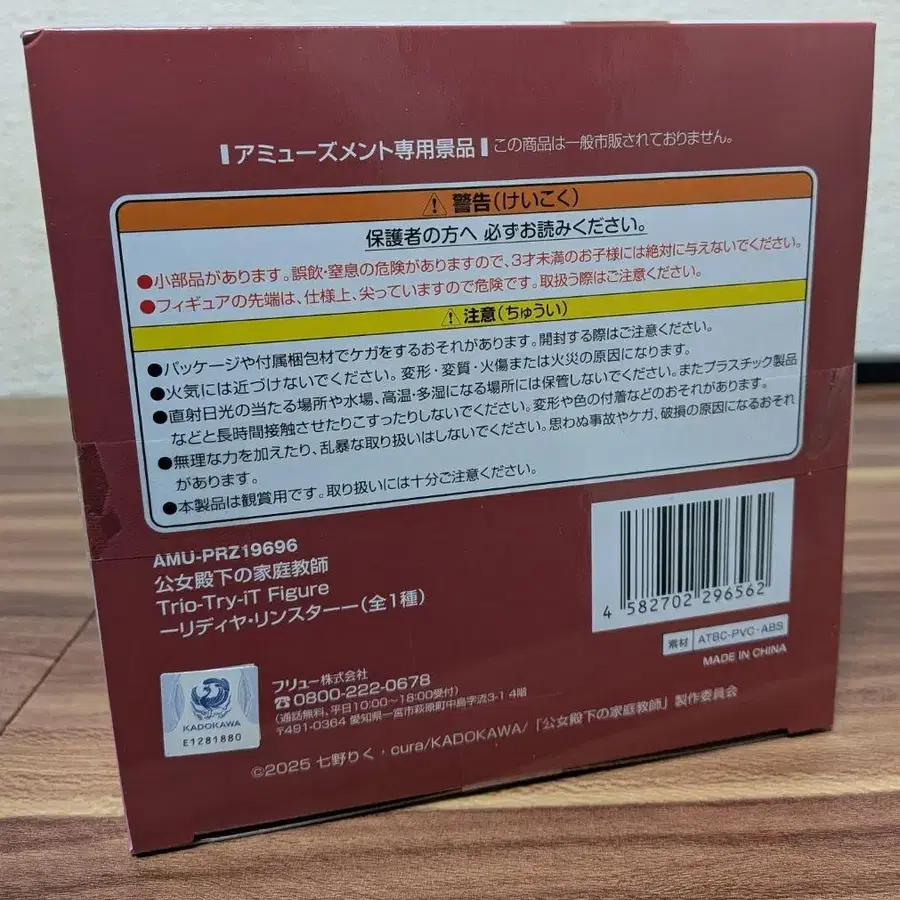 アミューズメント専用景品 この商品は一般市販されておりません。
警告(けいこく)
保護者の方へ 必ずお読みください。
●小部品があります。誤飲・窒息の危険がありますので、3才未満のお子様には絶対に与えないでください。
●フィギュアの先端は、仕様上、尖っていますので危険です。取扱う際はご注意ください。
注意(ちゅうい)
●パッケージや付属梱包材でケガをするおそれがあります。開封する際はご注意ください。
●火気には近づけないでください。変形・変質・火傷または火災の原因になります。
●直射日光の当たる場所や水場、高温・多湿になる場所には保管しないでください。またプラスチック製品
などと長時間接触させたりこすったりしないでください。変形や色の付着などのおそれがあります。
●無理な力を加えたり、乱暴な取り扱いはしないでください。思わぬ事故やケガ、破損の原因になるおそれ
があります。
●本製品は観賞用です。取り扱いには十分ご注意ください。
AMU-PRZ19696
公女殿下の家庭教師
Trio-Try-iT Figure
ーリディヤ・リンスターー(全1種)
4 582702 296562
素材 ATBC-PVC・ABS
MADE IN CHINA
フリュー株式会社
☎0800-222-0678
(通話無料、平日10:00~18:00受付)
〒491-0364 愛知県一宮市萩原町中島字流3-1 4階
KADOKAWA
E1281880
©2025 七野りく・cura/KADOKAWA/「公女殿下の家庭教師」製作委員会